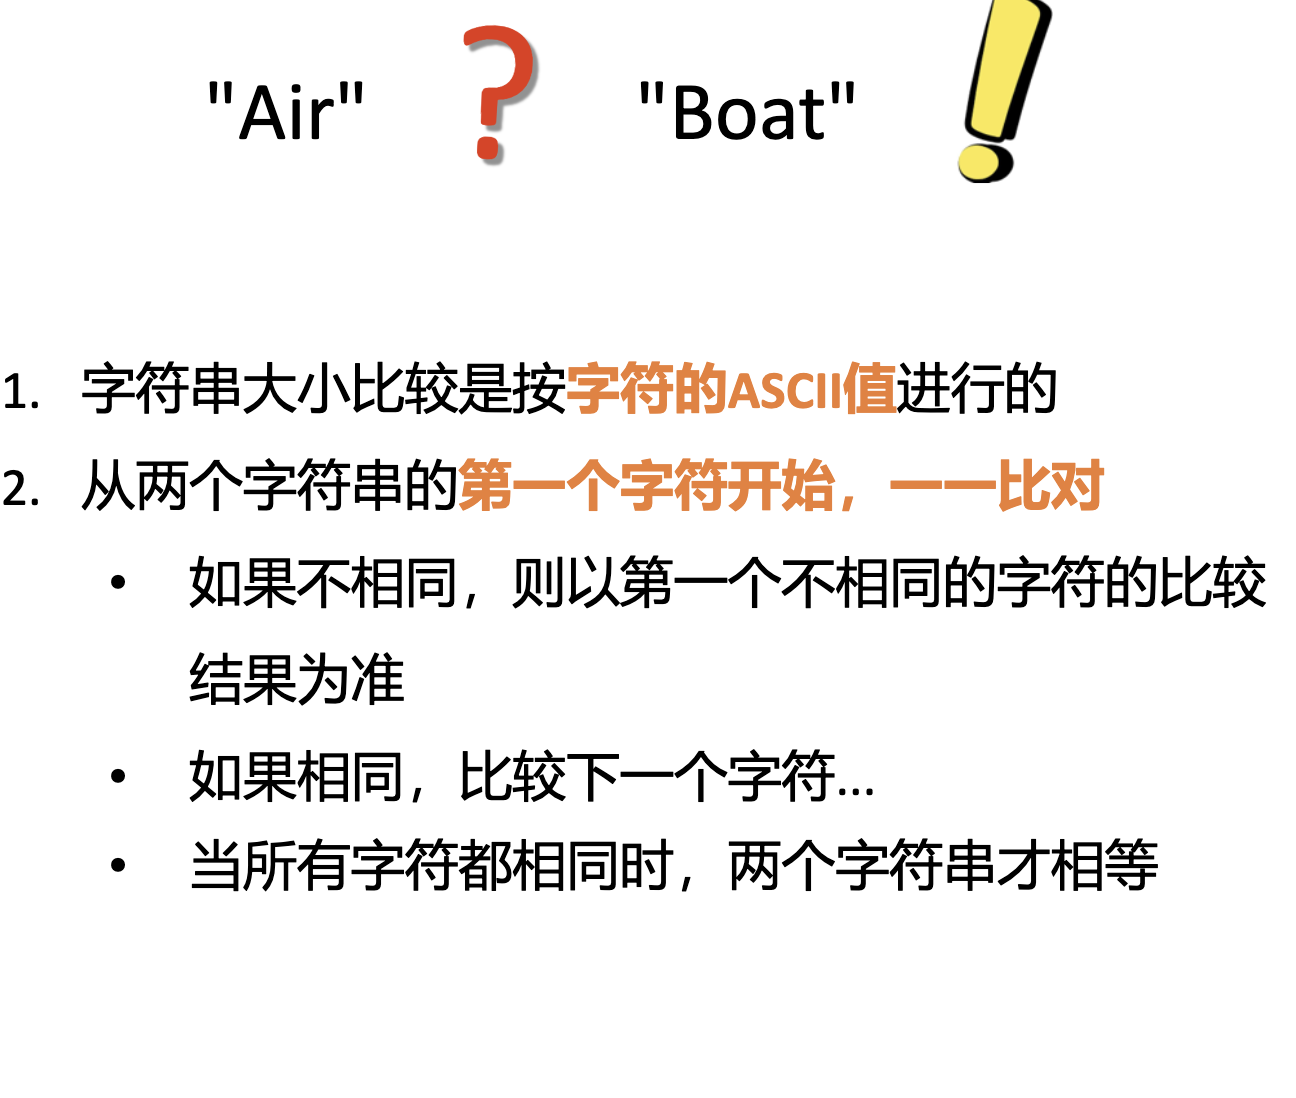 "Air" ? "Boat" !
1. 字符串大小比较是按字符的ASCII值进行的
2. 从两个字符串的第一个字符开始，一一比对
• 如果不相同，则以第一个不相同的字符的比较
结果为准
• 如果相同，比较下一个字符...
• 当所有字符都相同时，两个字符串才相等